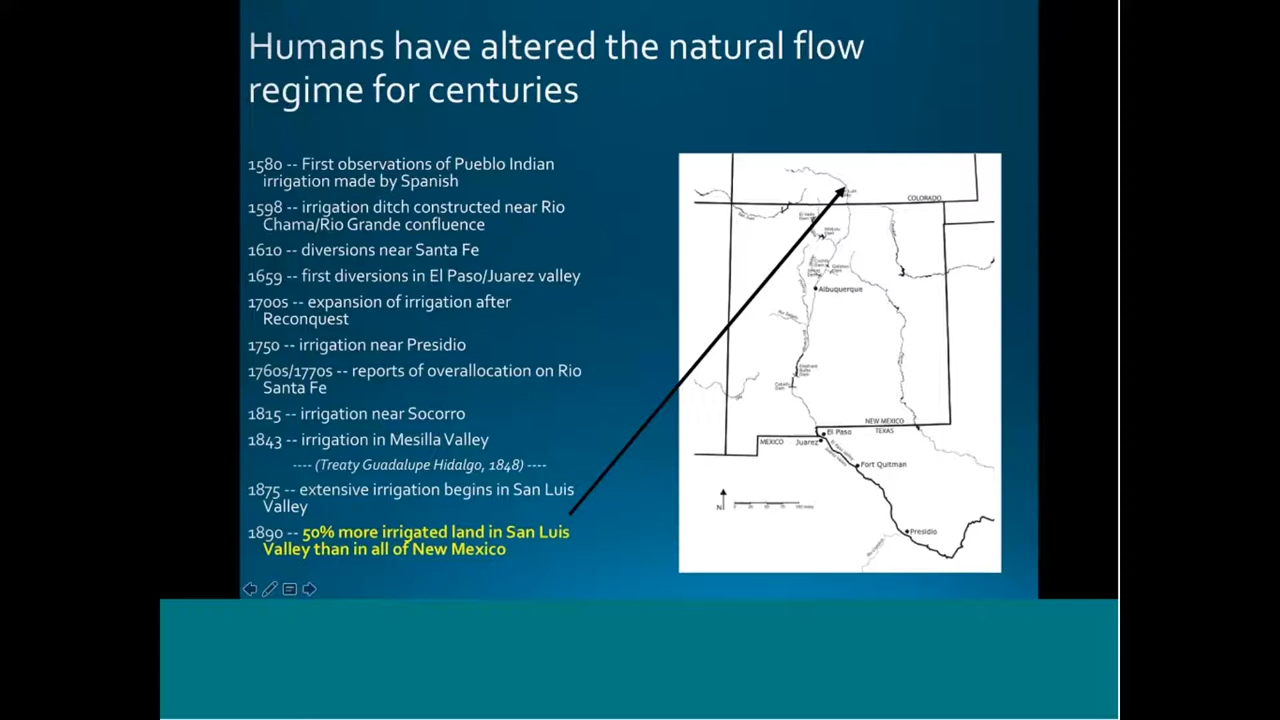 Humans have altered the natural flow
regime for centuries
1580 -- First observations of Pueblo Indian
irrigation made by Spanish
1598 -- irrigation ditch constructed near Rio
Chama/Rio Grande confluence
1610 -- diversions near Santa Fe
1659 -- first diversions in El Paso/Juarez valley
1700s -- expansion of irrigation after
Reconquest
1750 -- irrigation near Presidio
1760s/1770s -- reports of overallocation on Rio
Santa Fe
1815 -- irrigation near Socorro
1843 -- irrigation in Mesilla Valley
---- (Treaty Guadalupe Hidalgo, 1848) ----
1875 -- extensive irrigation begins in San Luis
Valley
1890 -- 50% more irrigated land in San Luis
Valley than in all of New Mexico
COLORADO
Albuquerque
NEW MEXICO
TEXAS
El Paso
MEXICO
Juarez
Fort Quitman
N
Presidio